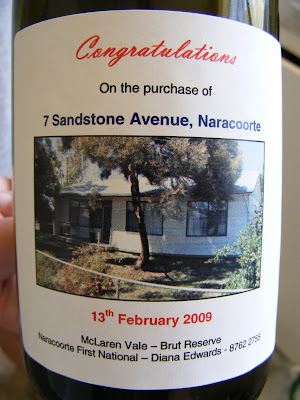 Congratulations
On the purchase of
7 Sandstone Avenue, Naracoorte
13th February 2009
McLaren Vale – Brut Reserve
Naracoorte First National – Diana Edwards - 8762 2755